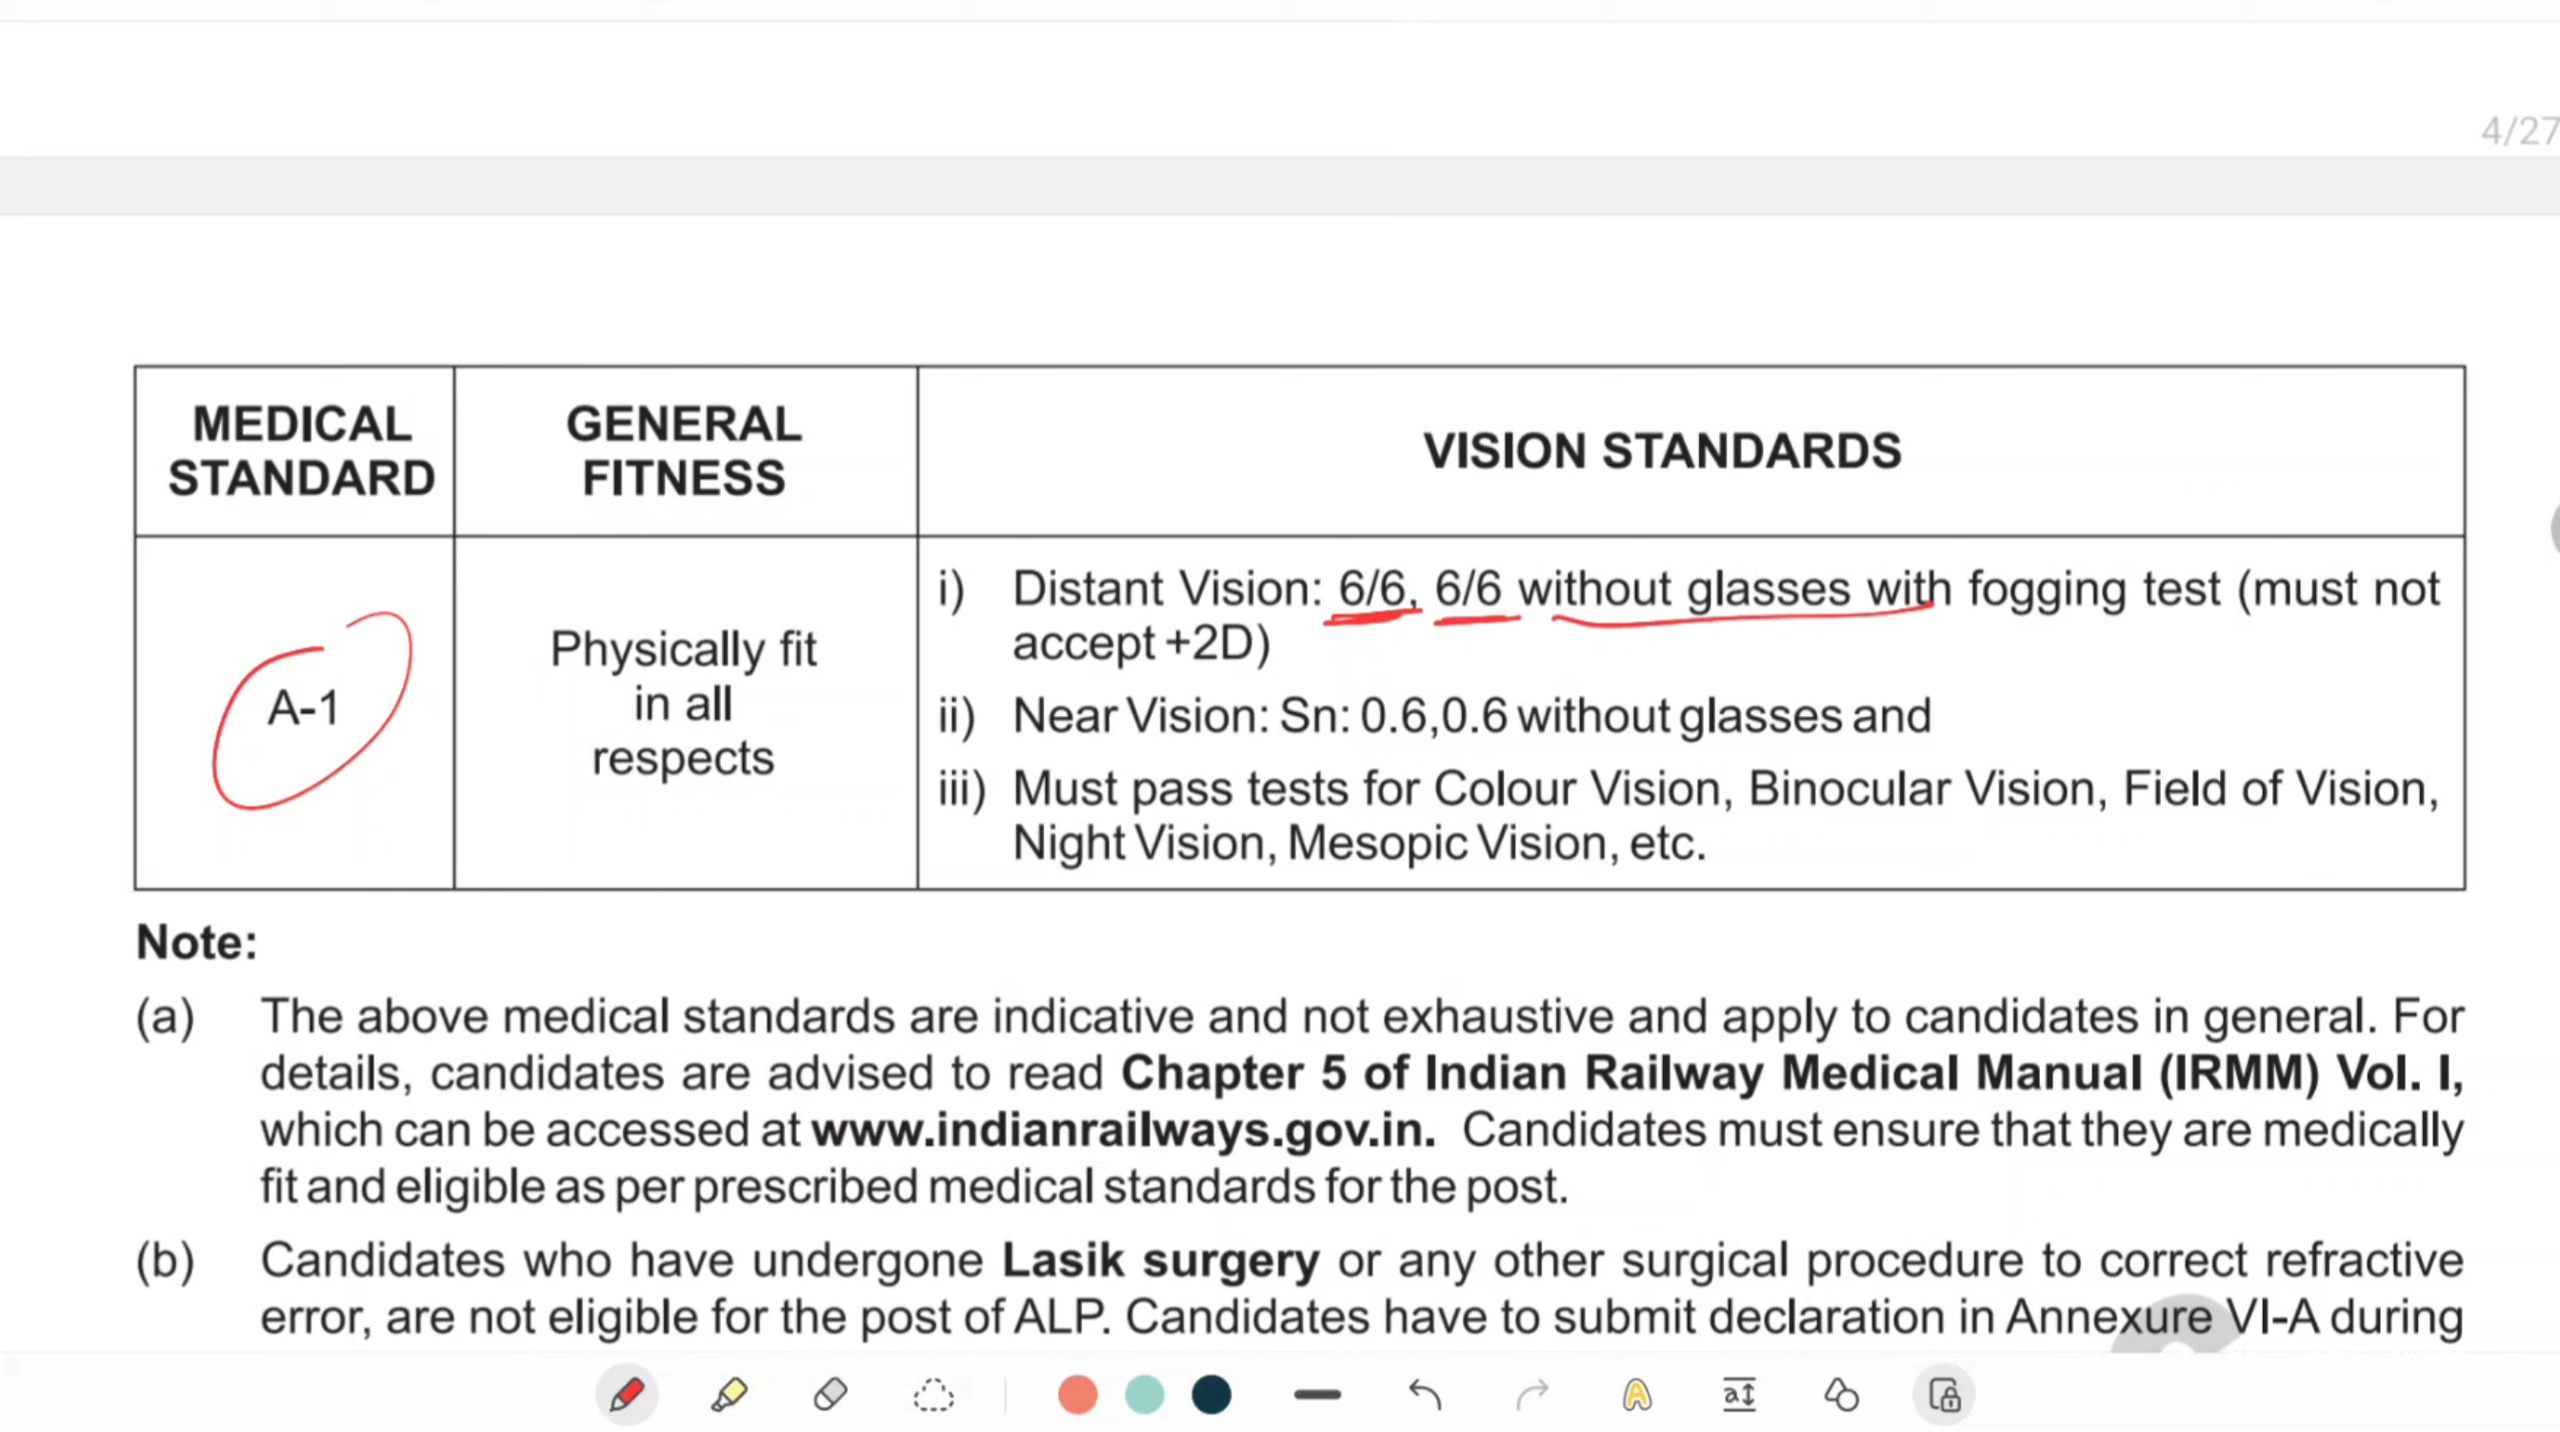 4/27
MEDICAL STANDARD
GENERAL FITNESS
VISION STANDARDS
A-1
Physically fit
in all
respects
i) Distant Vision: 6/6, 6/6 without glasses with fogging test (must not
accept +2D)
ii) Near Vision: Sn: 0.6,0.6 without glasses and
iii) Must pass tests for Colour Vision, Binocular Vision, Field of Vision,
Night Vision, Mesopic Vision, etc.
Note:
(a) The above medical standards are indicative and not exhaustive and apply to candidates in general. For
details, candidates are advised to read Chapter 5 of Indian Railway Medical Manual (IRMM) Vol. I,
which can be accessed at www.indianrailways.gov.in. Candidates must ensure that they are medically
fit and eligible as per prescribed medical standards for the post.
(b) Candidates who have undergone Lasik surgery or any other surgical procedure to correct refractive
error, are not eligible for the post of ALP. Candidates have to submit declaration in Annexure VI-A during